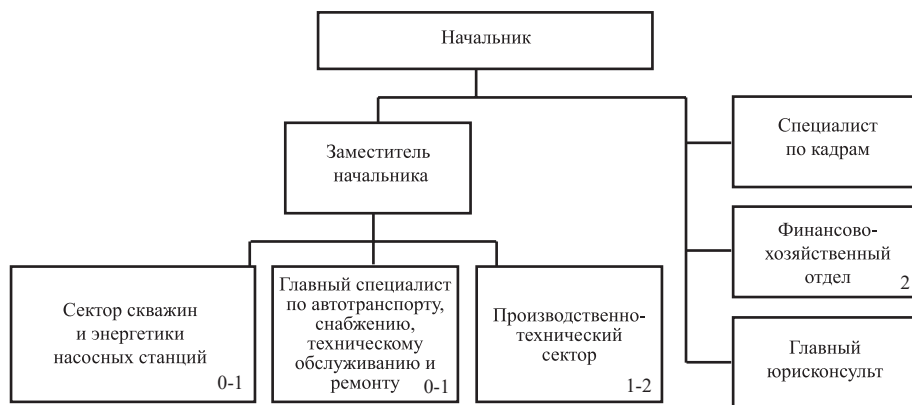 Начальник
Заместитель
начальника
Специалист
по кадрам
Финансово-
хозяйственный
отдел
2
Главный
юрисконсульт
Сектор скважин
и энергетики
насосных станций
0-1
Главный специалист
по автотранспорту,
снабжению,
техническому
обслуживанию и
ремонту
0-1
Производственно-
технический
сектор
1-2